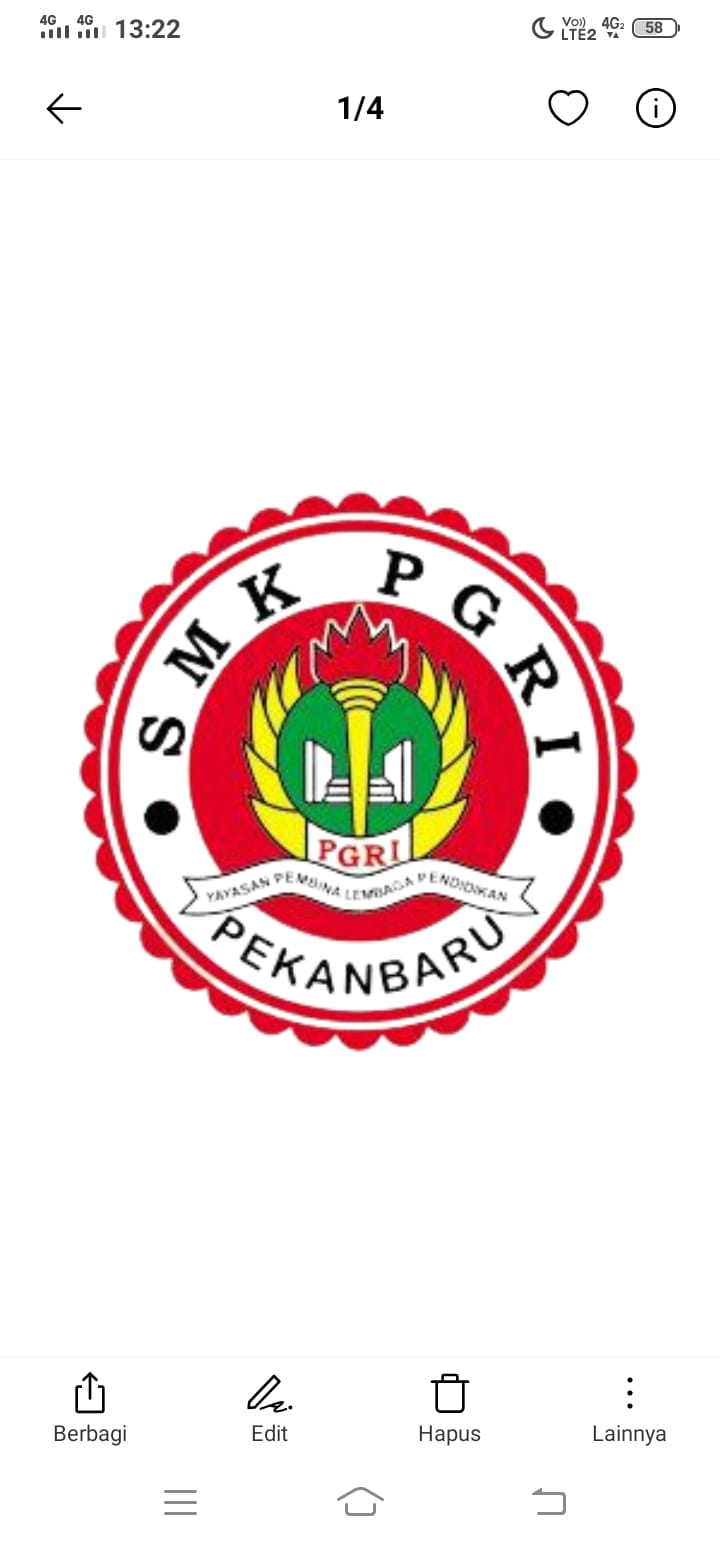 4G 4G 13:22 Vo)) LTE2 4G2 58
1/4
SMK PGRI
PGRI
YAYASAN PEMBINA LEMBAGA PENDIDIKAN
PEKANBARU
Berbagi Edit Hapus Lainnya